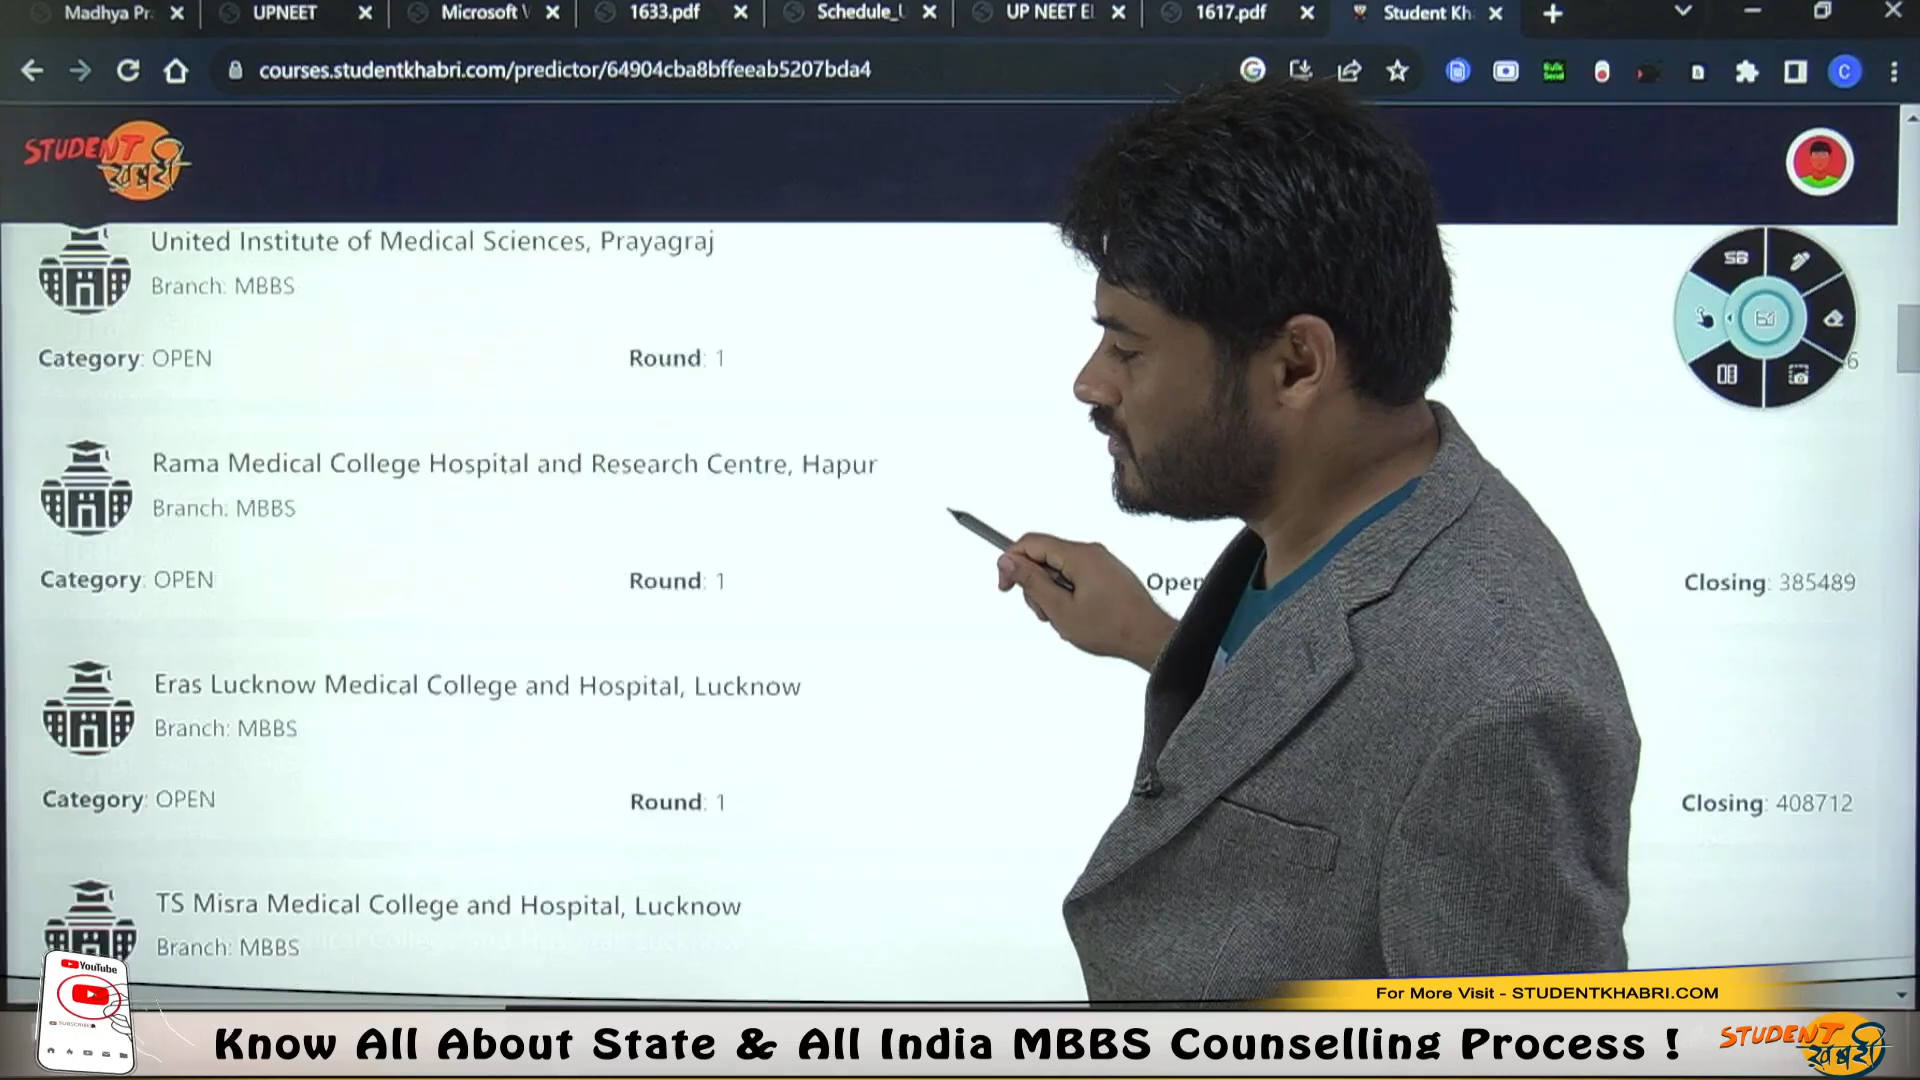 Madhya Pr
UPNEET
Microsoft V
1633.pdf
Schedule_U
UP NEET El
1617.pdf
Student Kh
courses.studentkhabri.com/predictor/64904cba8bffeeab5207bda4
STUDENT
खबरी
United Institute of Medical Sciences, Prayagraj
Branch: MBBS
Category: OPEN
Round: 1
6
SB
Rama Medical College Hospital and Research Centre, Hapur
Branch: MBBS
Category: OPEN
Round: 1
Open
Closing: 385489
Eras Lucknow Medical College and Hospital, Lucknow
Branch: MBBS
Category: OPEN
Round: 1
Closing: 408712
TS Misra Medical College and Hospital, Lucknow
Branch: MBBS
YouTube
SUBSCRIBE
For More Visit - STUDENTKHABRI.COM
Know All About State & All India MBBS Counselling Process !
STUDENT
खबरी